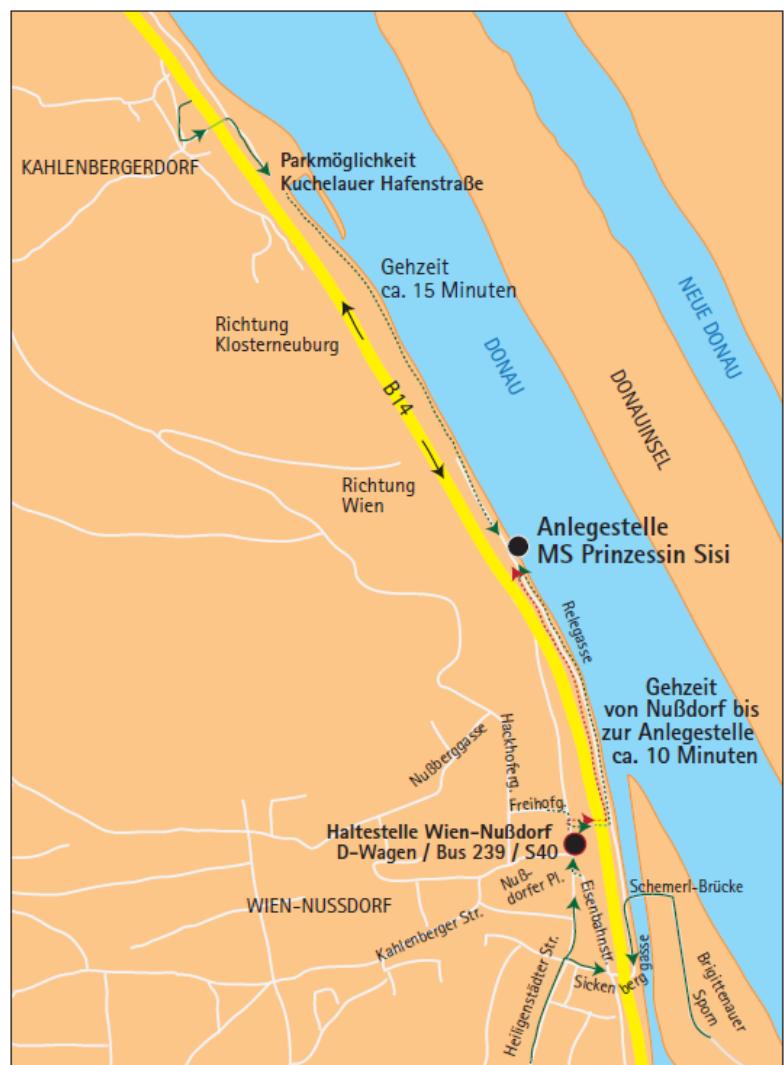 KAHLENBERGERDORF
Parkmöglichkeit
Kuchelauer Hafenstraße
Gehzeit
ca. 15 Minuten
NEUE DONAU
Richtung
Klosterneuburg
DONAU
DONAUINSEL
B14
Richtung
Wien
Anlegestelle
MS Prinzessin Sisi
Relegasse
Gehzeit
von Nußdorf bis
zur Anlegestelle
ca. 10 Minuten
Nußberggasse
Hackhoferg.
Freihofg.
Haltestelle Wien-Nußdorf
D-Wagen / Bus 239 / S40
Nuß-
dorfer Pl.
Eisenbahnstr.
Schemerl-Brücke
WIEN-NUSSDORF
Kahlenberger Str.
Heiligenstädter Str.
Sickenberggasse
Brigittenauer
Sporn